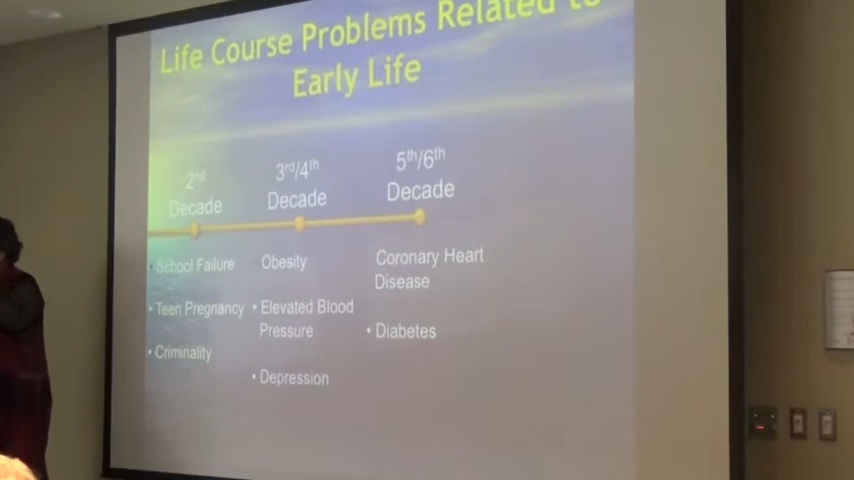 Life Course Problems Related to
Early Life
2nd
Decade
3rd/4th
Decade
5th/6th
Decade
• School Failure
• Teen Pregnancy
• Criminality
Obesity
• Elevated Blood
Pressure
• Depression
Coronary Heart
Disease
• Diabetes